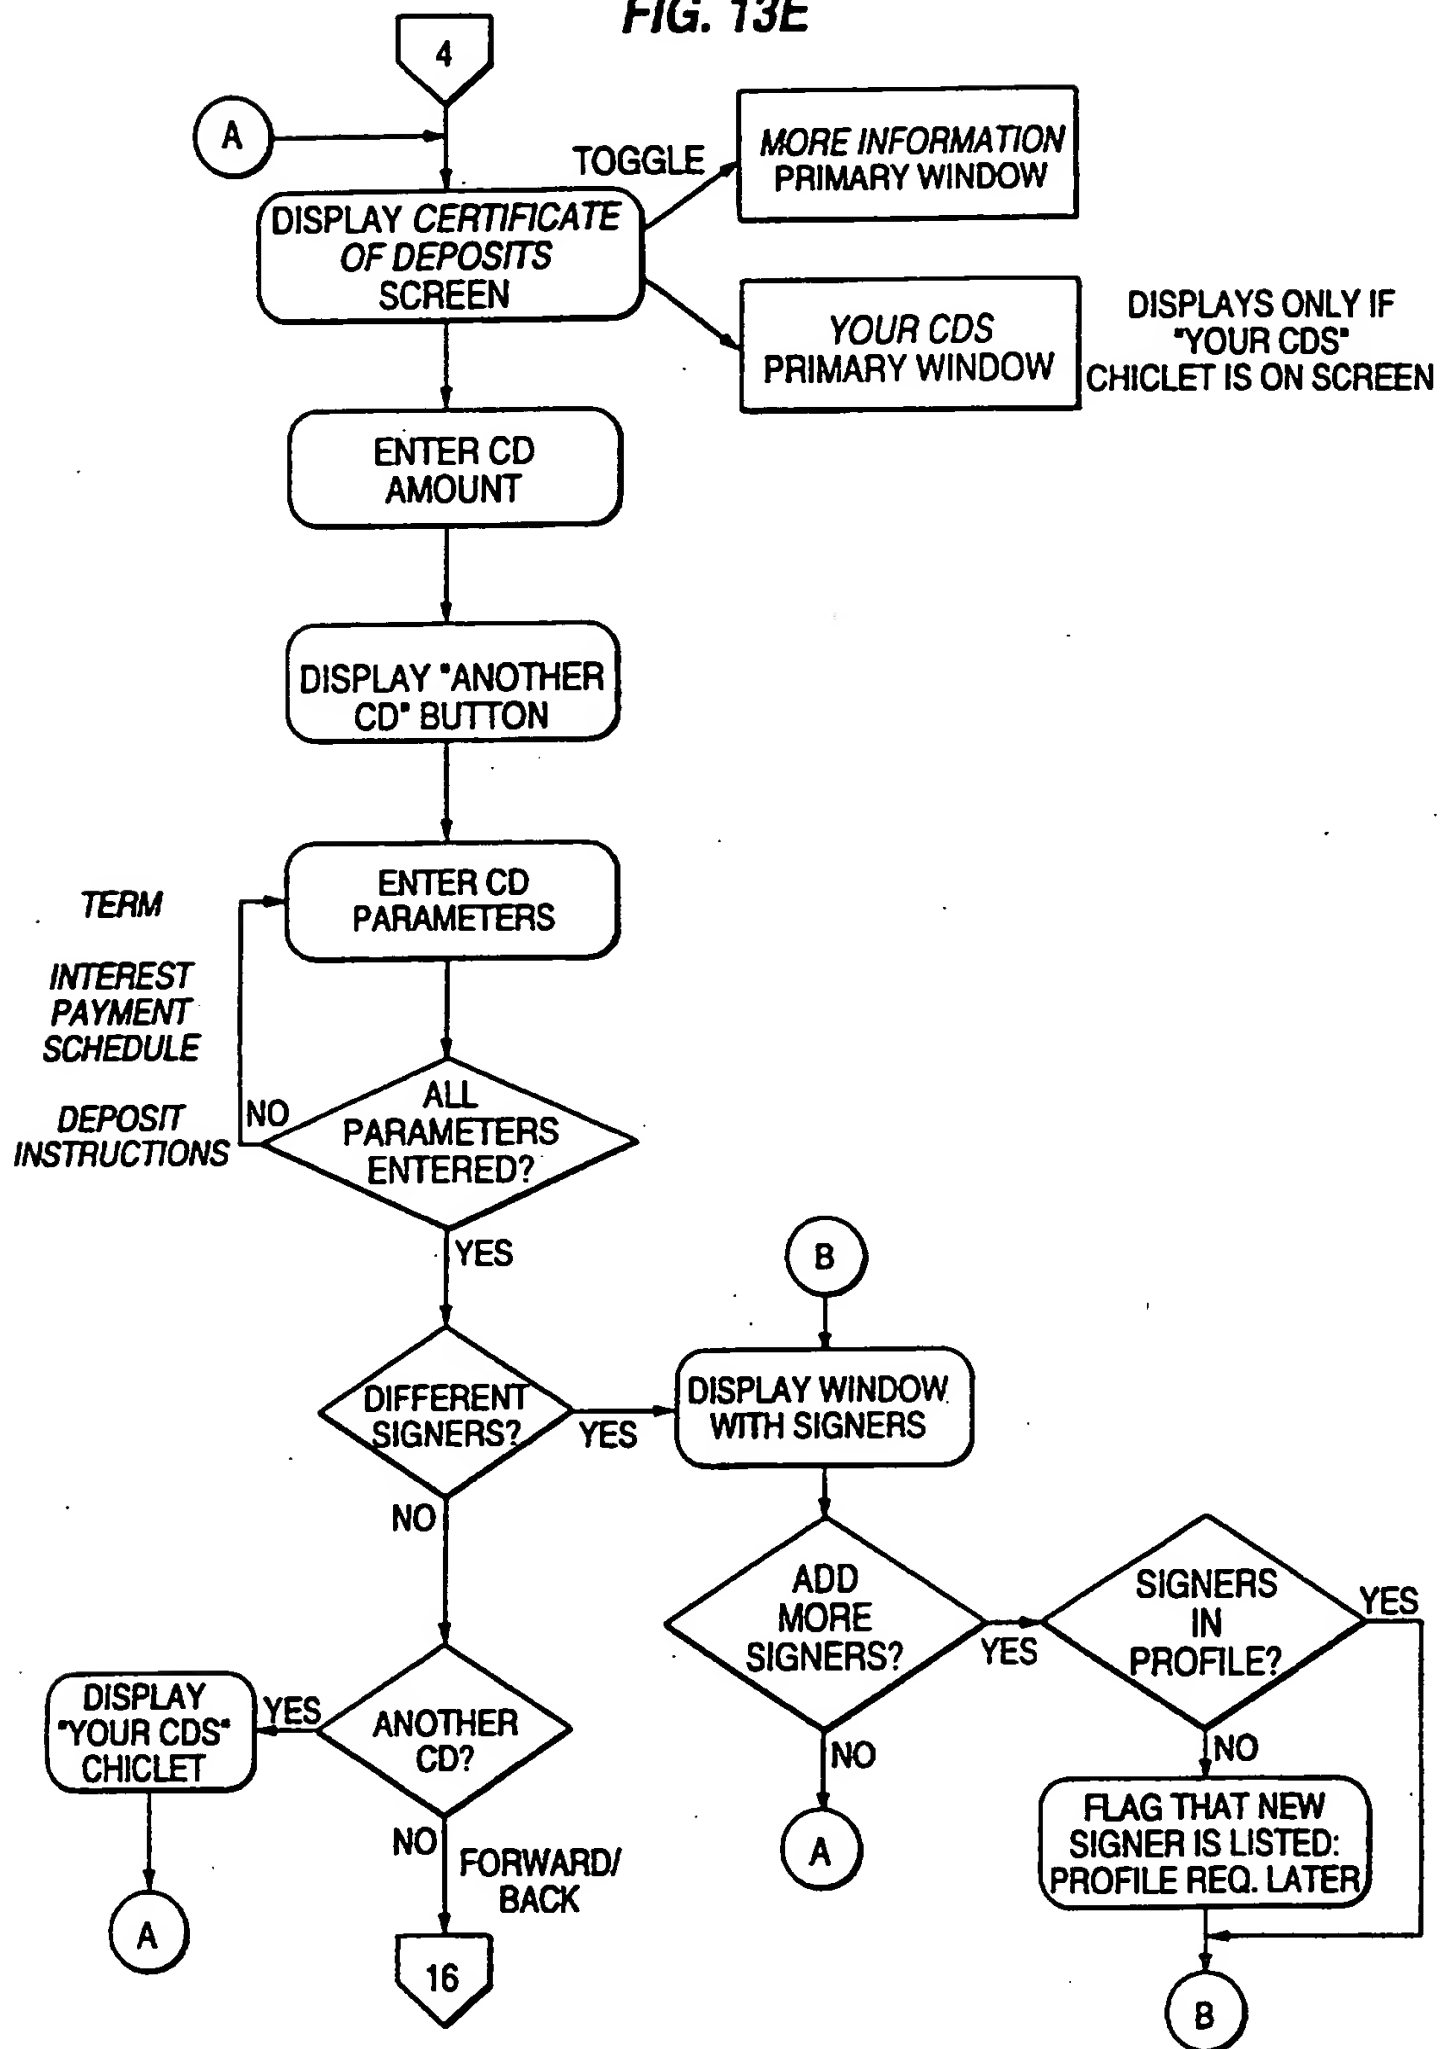 FIG. 13E
4
A
TOGGLE
MORE INFORMATION
PRIMARY WINDOW
DISPLAY CERTIFICATE
OF DEPOSITS
SCREEN
YOUR CDS
PRIMARY WINDOW
DISPLAYS ONLY IF
"YOUR CDS"
CHICLET IS ON SCREEN
ENTER CD
AMOUNT
DISPLAY "ANOTHER
CD" BUTTON
ENTER CD
PARAMETERS
TERM
INTEREST
PAYMENT
SCHEDULE
DEPOSIT
INSTRUCTIONS
NO
ALL
PARAMETERS
ENTERED?
YES
B
DIFFERENT
SIGNERS?
YES
DISPLAY WINDOW
WITH SIGNERS
NO
ADD
MORE
SIGNERS?
YES
SIGNERS
IN
PROFILE?
YES
DISPLAY
"YOUR CDS"
CHICLET
YES
ANOTHER
CD?
NO
NO
FLAG THAT NEW
SIGNER IS LISTED:
PROFILE REQ. LATER
A
NO
FORWARD/
BACK
A
16
B